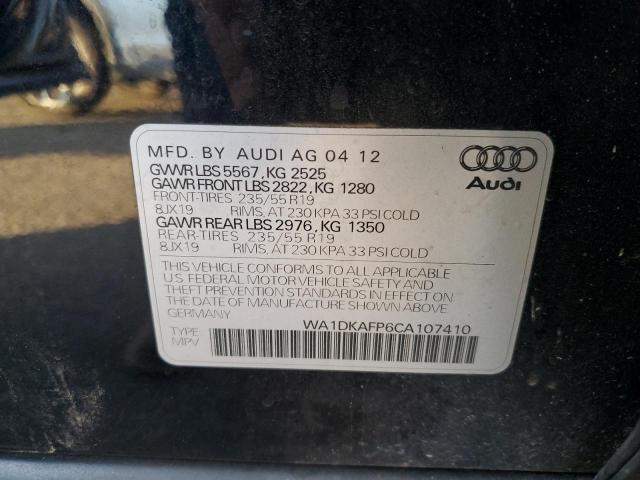 MFD. BY AUDI AG 04 12
GVWR LBS 5567, KG 2525
GAWR FRONT LBS 2822, KG 1280
FRONT-TIRES 235/55 R19
8JX19 RIMS, AT 230 KPA 33 PSI COLD
GAWR REAR LBS 2976, KG 1350
REAR-TIRES 235/55 R19
8JX19 RIMS, AT 230 KPA 33 PSI COLD
Audi
THIS VEHICLE CONFORMS TO ALL APPLICABLE
U.S FEDERAL MOTOR VEHICLE SAFETY AND
THEFT PREVENTION STANDARDS IN EFFECT ON
THE DATE OF MANUFACTURE SHOWN ABOVE.
GERMANY
WA1DKAFP6CA107410
TYPE
MPV